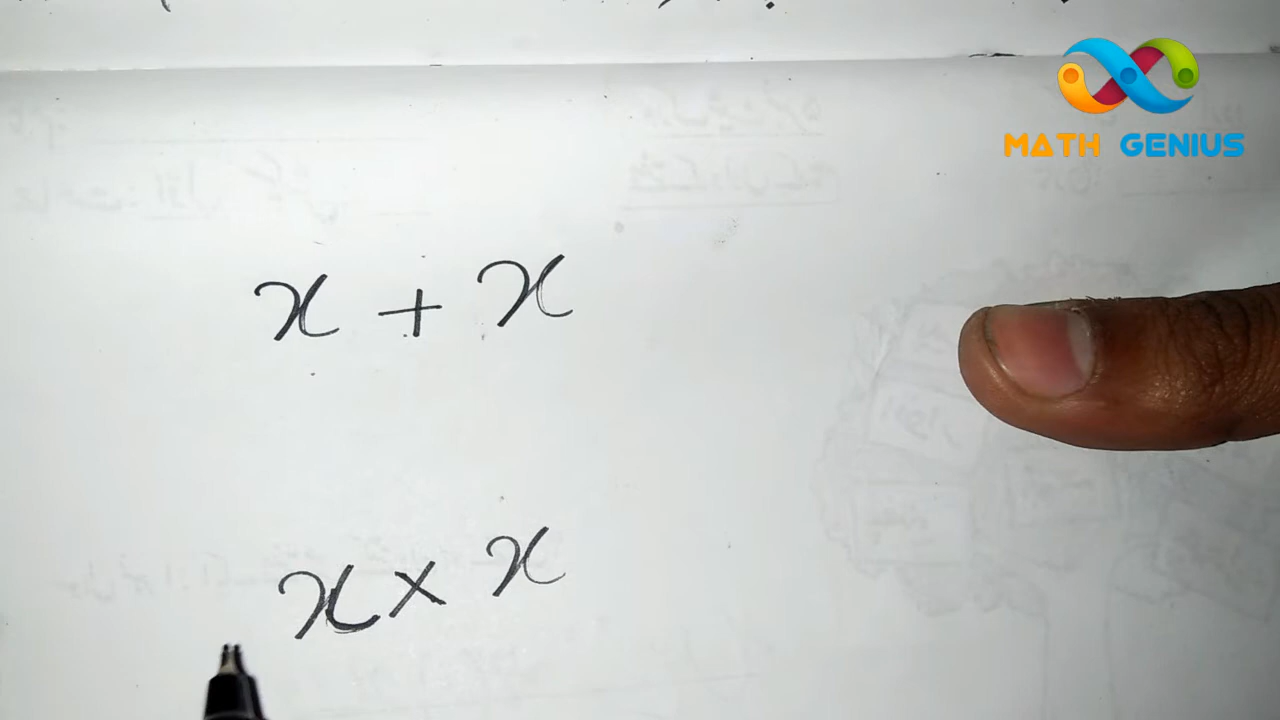 MATH GENIUS
x + x
x × x